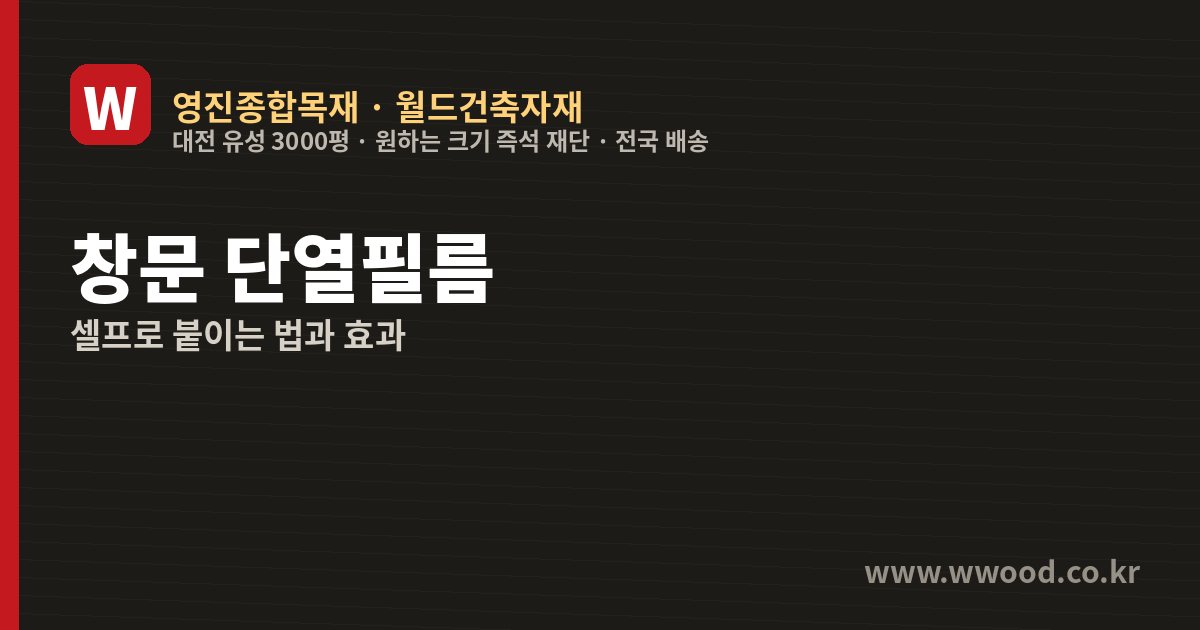 W
영진종합목재 · 월드건축자재
대전 유성 3000평 · 원하는 크기 즉석 재단 · 전국 배송
창문 단열필름
셀프로 붙이는 법과 효과
www.wwood.co.kr